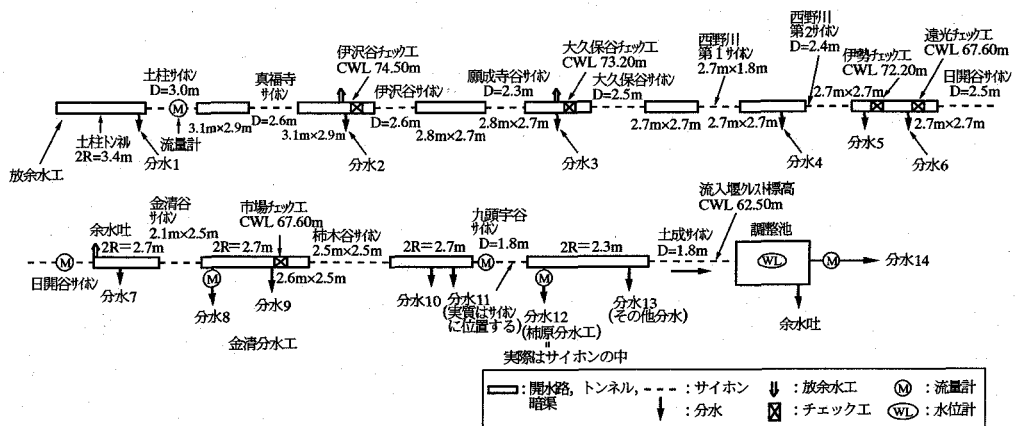 土柱サイホン
D=3.0m
真福寺
サイホン
D=2.6m
伊沢谷チェック工
CWL 74.50m
伊沢谷サイホン
D=2.6m
願成寺谷サイホン
D=2.3m
大久保谷チェック工
CWL 73.20m
大久保谷サイホン
D=2.5m
西野川
第1サイホン
2.7m×1.8m
西野川
第2サイホン
D=2.4m
伊勢チェック工
CWL 72.20m
遠光チェック工
CWL 67.60m
日開谷サイホン
D=2.5m
3.1m×2.9m
3.1m×2.9m
2.8m×2.7m
2.8m×2.7m
2.7m×2.7m
2.7m×2.7m
2.7m×2.7m
2.7m×2.7m
放余水工
土柱トンネル
2R=3.4m
分水1
M
流量計
分水2
分水3
分水4
分水5
分水6
余水吐
金清谷
サイホン
2.1m×2.5m
市場チェック工
CWL 67.60m
柿木谷サイホン
2.5m×2.5m
九頭宇谷
サイホン
D=1.8m
土成サイホン
D=1.8m
流入堰クレスト標高
CWL 62.50m
調整池
WL
2R=2.7m
2R=2.7m
2.6m×2.5m
2R=2.7m
2R=2.3m
M
日開谷サイホン
分水7
M
分水8
分水9
金清分水工
分水10
分水11
(実質はサイホン
に位置する)
M
M
分水12
(柿原分水工)
=
実際はサイホンの中
分水13
(その他分水)
M
分水14
余水吐
:開水路,トンネル,
暗渠
:サイホン
:放余水工
M:流量計
:分水
:チェック工
WL:水位計